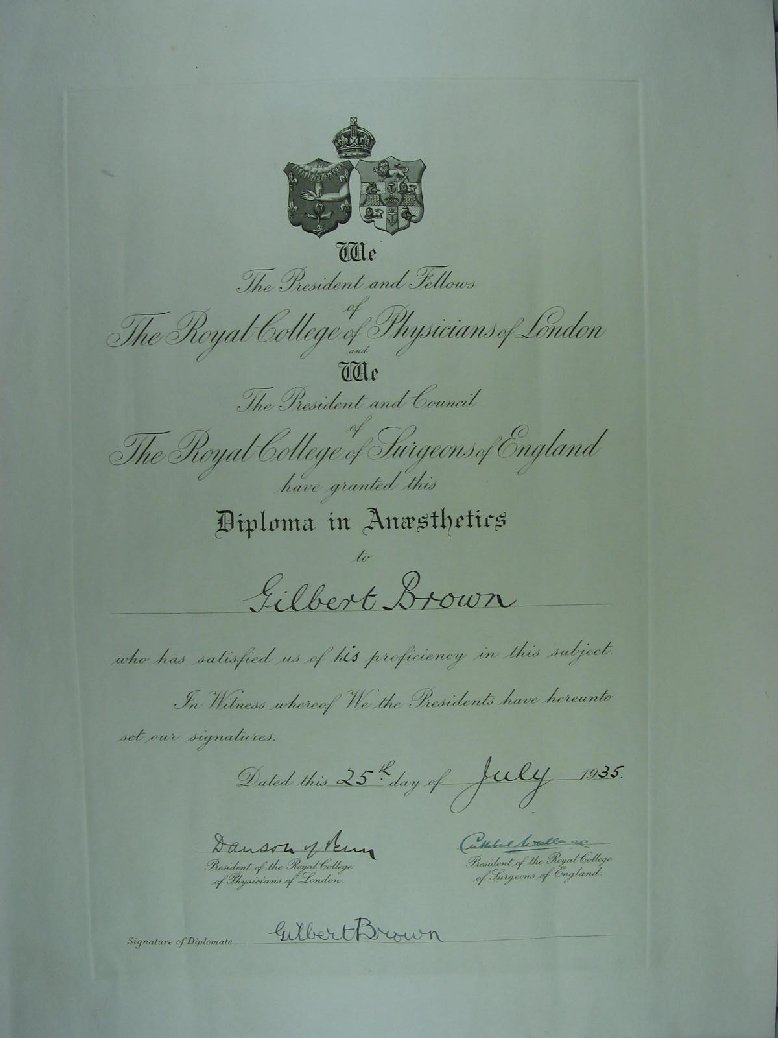 We
The President and Fellows
of
The Royal College of Physicians of London
and
We
The President and Council
of
The Royal College of Surgeons of England
have granted this
Diploma in Anæsthetics
to
Gilbert Brown
who has satisfied us of his proficiency in this subject.
In Witness whereof We the Presidents have hereunto
set our signatures.
Dated this 25th day of July 1935.
Dawson of Penn
President of the Royal College
of Physicians of London.
Cuthbert Wallace
President of the Royal College
of Surgeons of England.
Signature of Diplomate Gilbert Brown